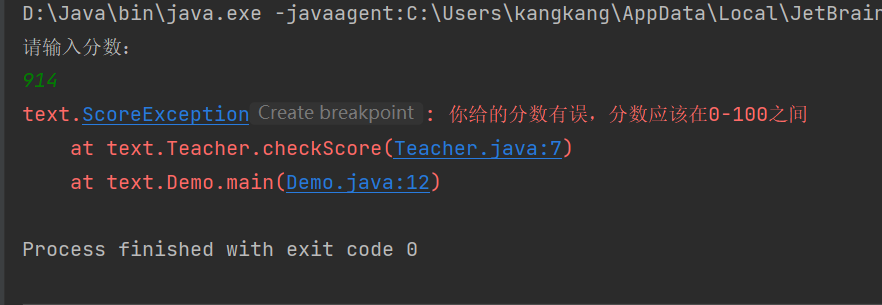 D:\Java\bin\java.exe -javaagent:C:\Users\kangkang\AppData\Local\JetBrain
请输入分数：
914
text.ScoreException Create breakpoint : 你给的分数有误，分数应该在0-100之间
at text.Teacher.checkScore(Teacher.java:7)
at text.Demo.main(Demo.java:12)
Process finished with exit code 0